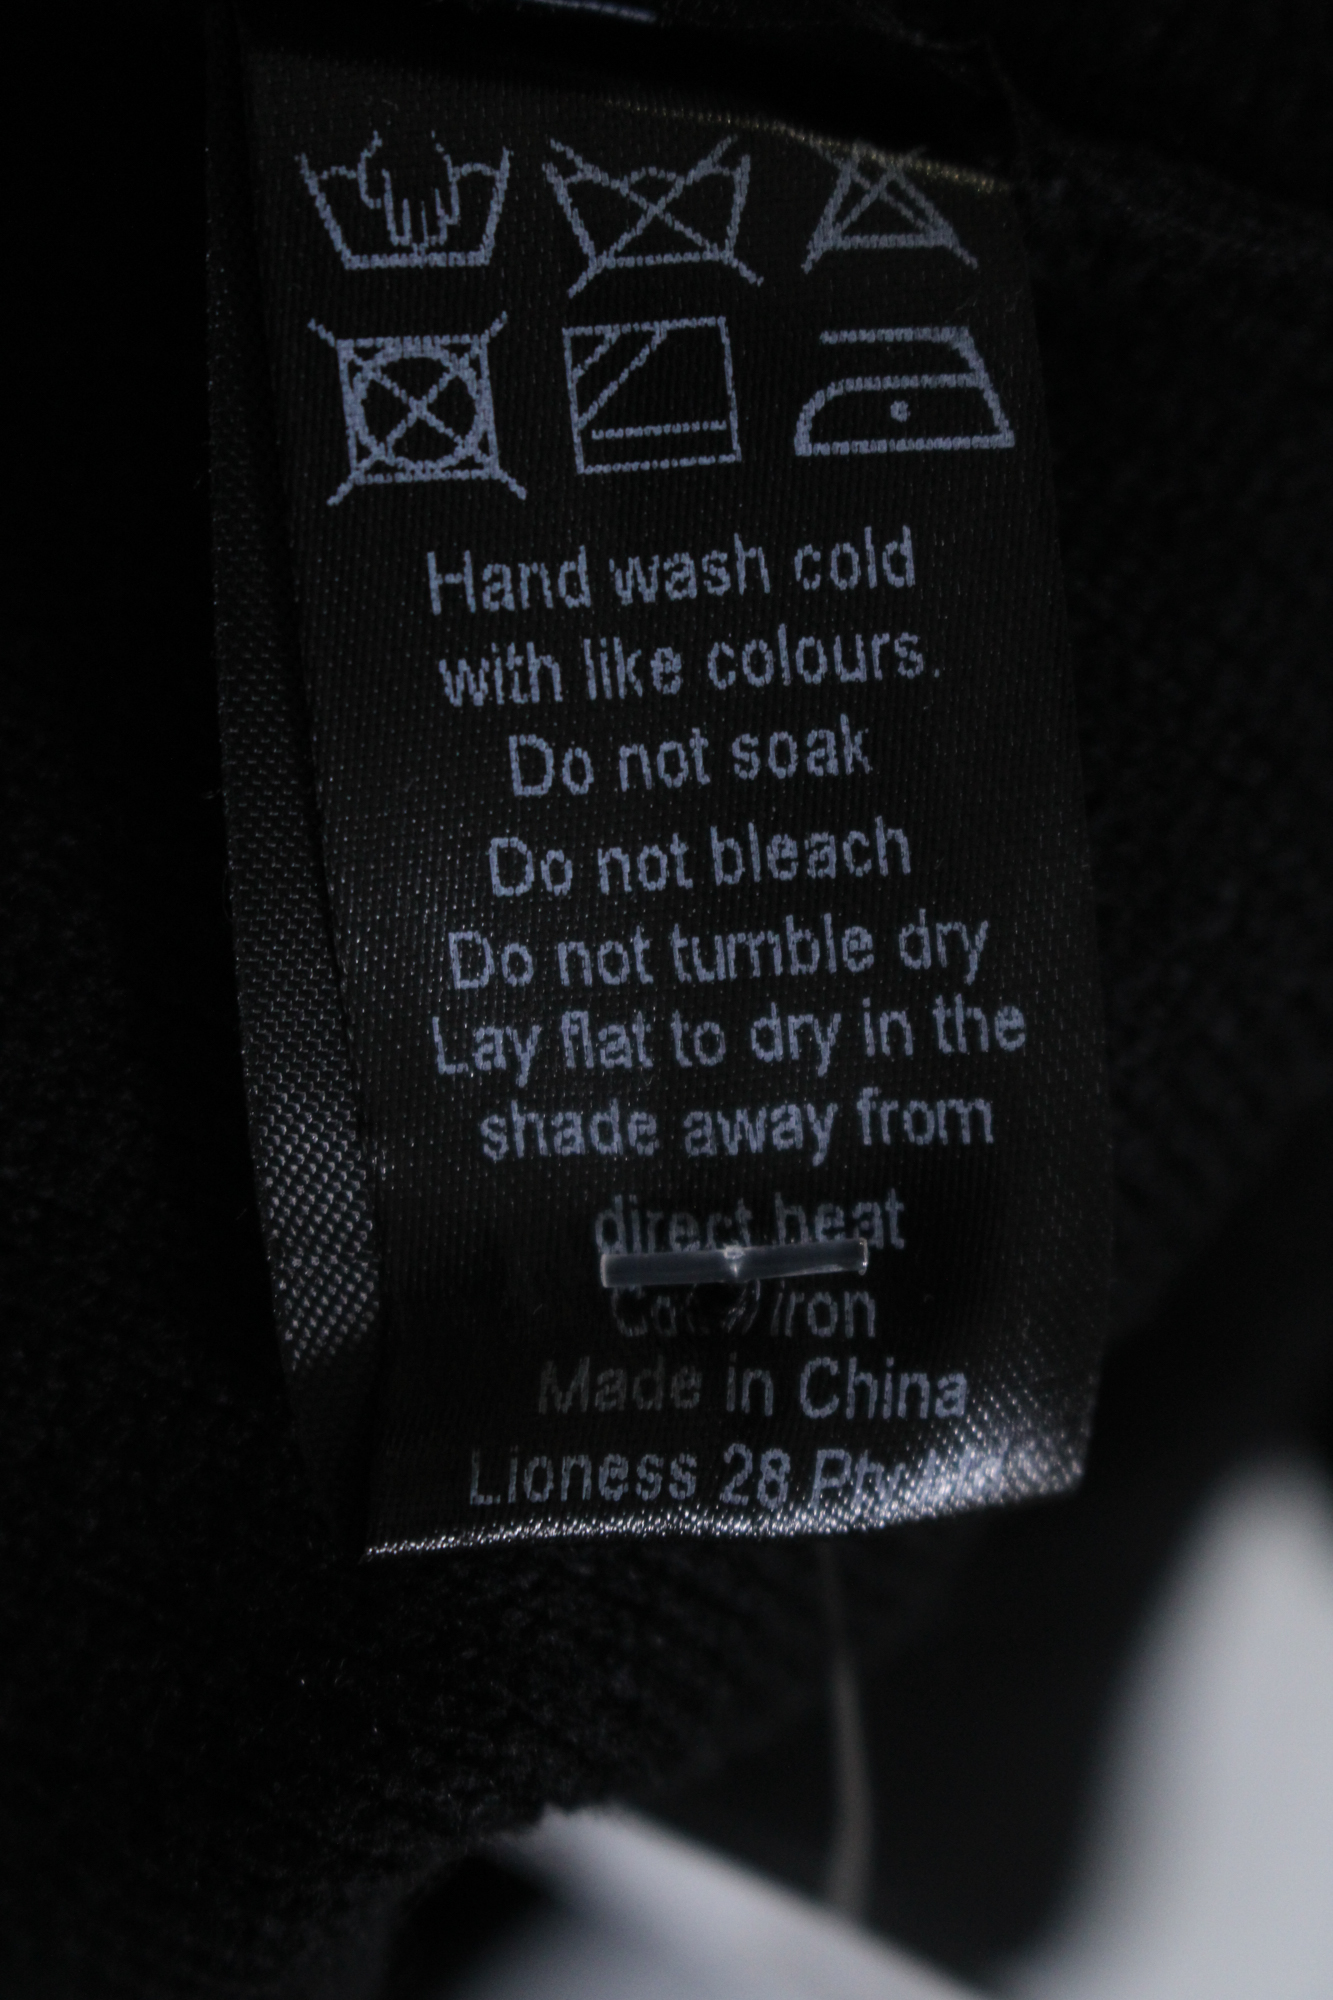 Hand wash cold
with like colours.
Do not soak
Do not bleach
Do not tumble dry
Lay flat to dry in the
shade away from
direct heat
iron
Made in China
Lioness 28